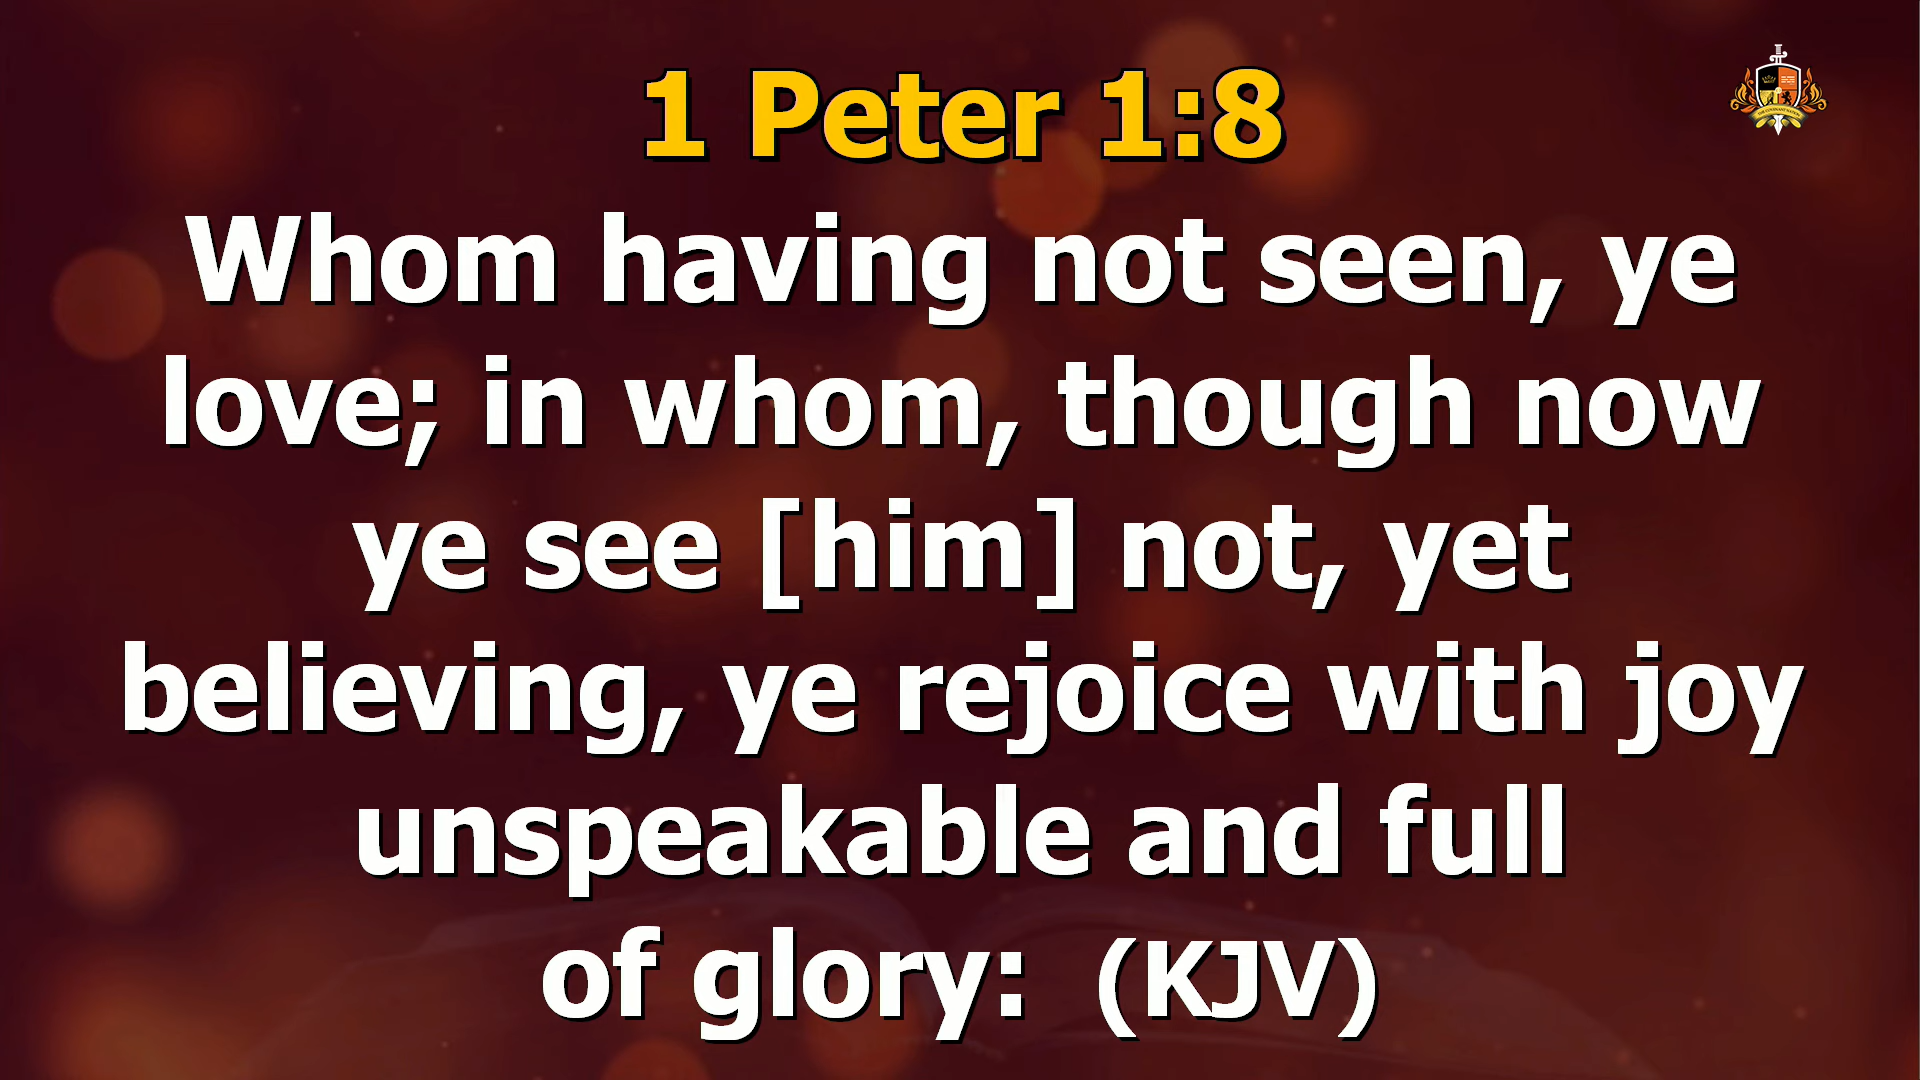 1 Peter 1:8
Whom having not seen, ye
love; in whom, though now
ye see [him] not, yet
believing, ye rejoice with joy
unspeakable and full
of glory: (KJV)